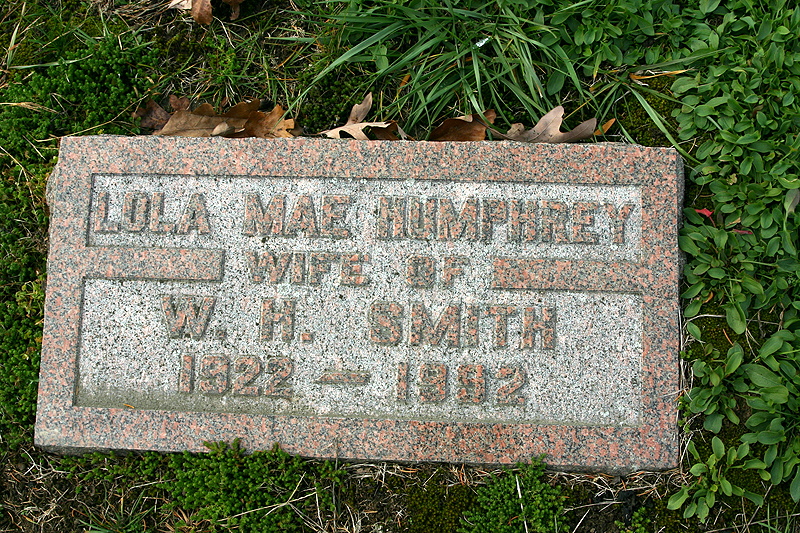 LOLA MAE HUMPHREY
WIFE OF
W. H. SMITH
1922 – 1992